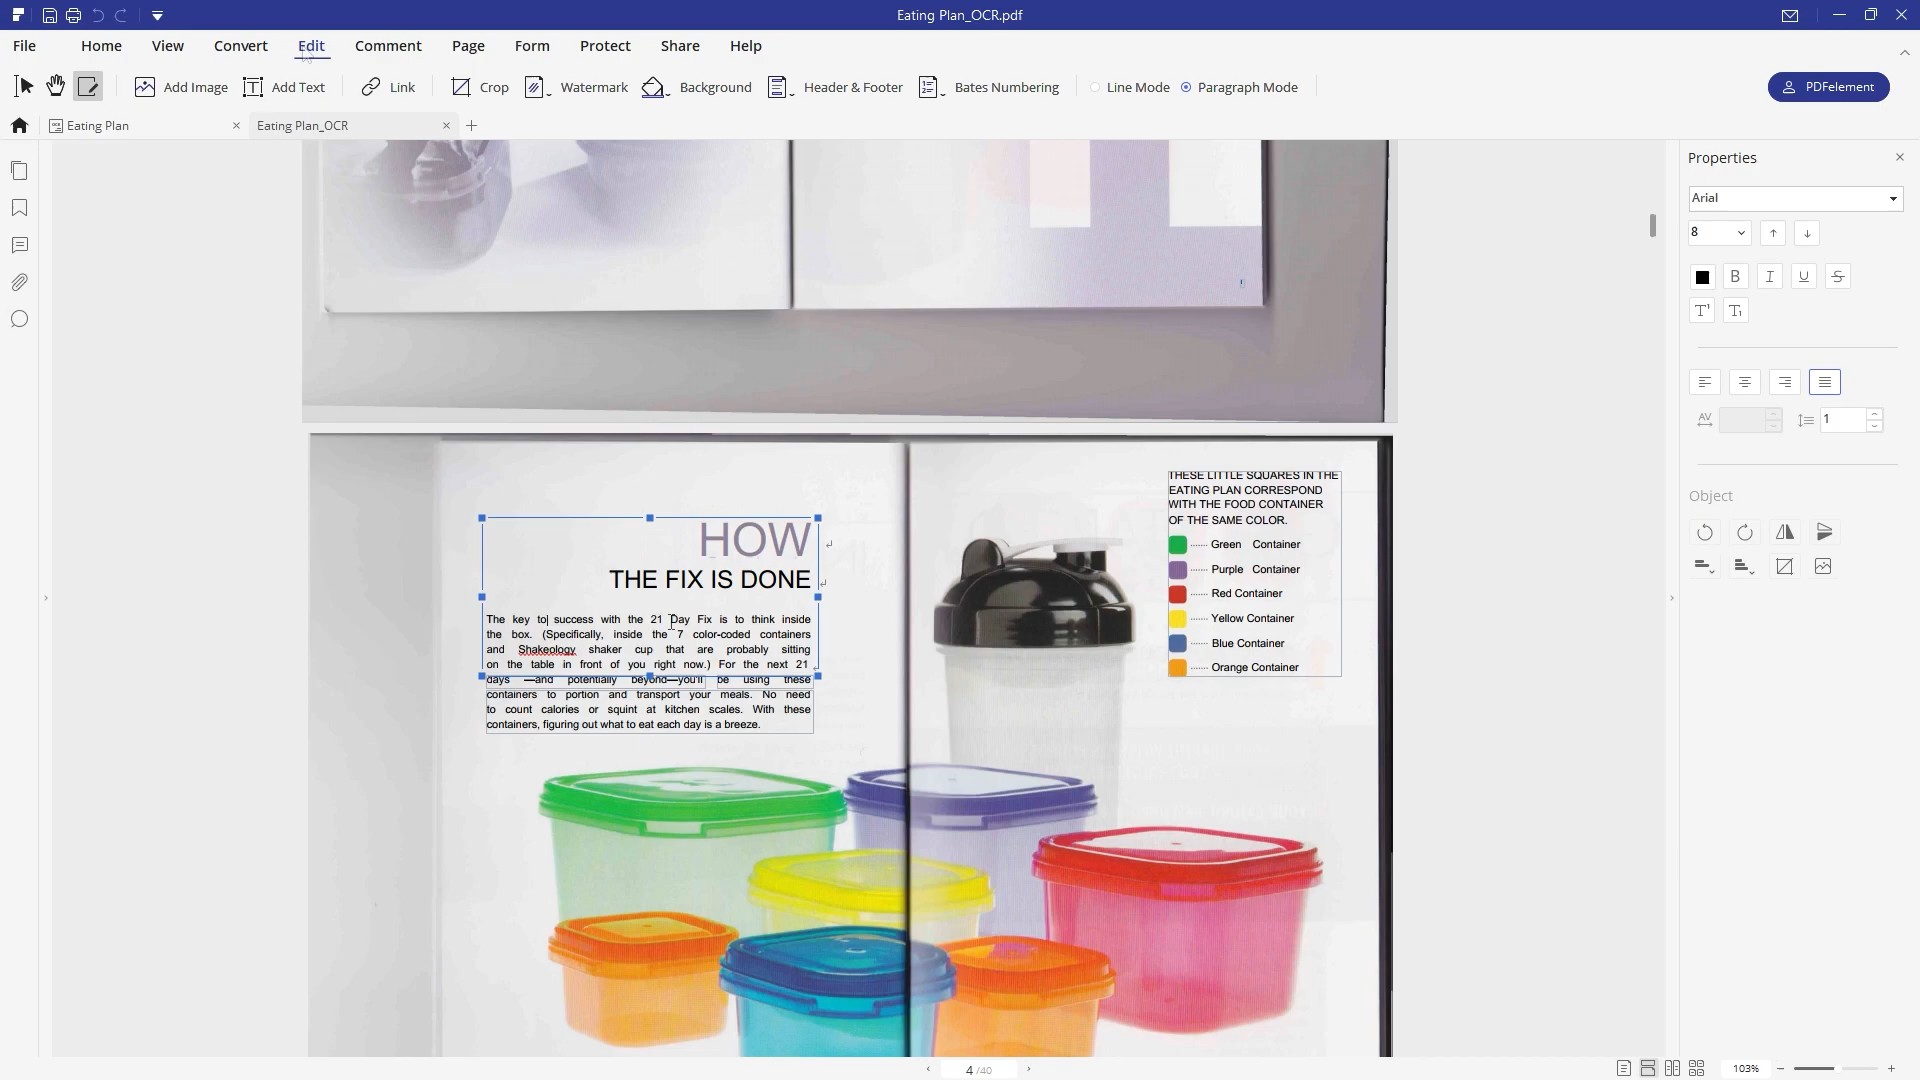 Eating Plan_OCR.pdf
File Home View Convert Edit Comment Page Form Protect Share Help
Add Image Add Text Link Crop Watermark Background Header & Footer Bates Numbering Line Mode Paragraph Mode PDFelement
Eating Plan Eating Plan_OCR
HOW
THE FIX IS DONE
The key to success with the 21 Day Fix is to think inside
the box. (Specifically, inside the 7 color-coded containers
and Shakeology shaker cup that are probably sitting
on the table in front of you right now.) For the next 21
days —and potentially beyond—you'll be using these
containers to portion and transport your meals. No need
to count calories or squint at kitchen scales. With these
containers, figuring out what to eat each day is a breeze.
THESE LITTLE SQUARES IN THE
EATING PLAN CORRESPOND
WITH THE FOOD CONTAINER
OF THE SAME COLOR.
Green Container
Purple Container
Red Container
Yellow Container
Blue Container
Orange Container
Properties
Arial
8
B I U S
AV 1
Object
4 /40
103%